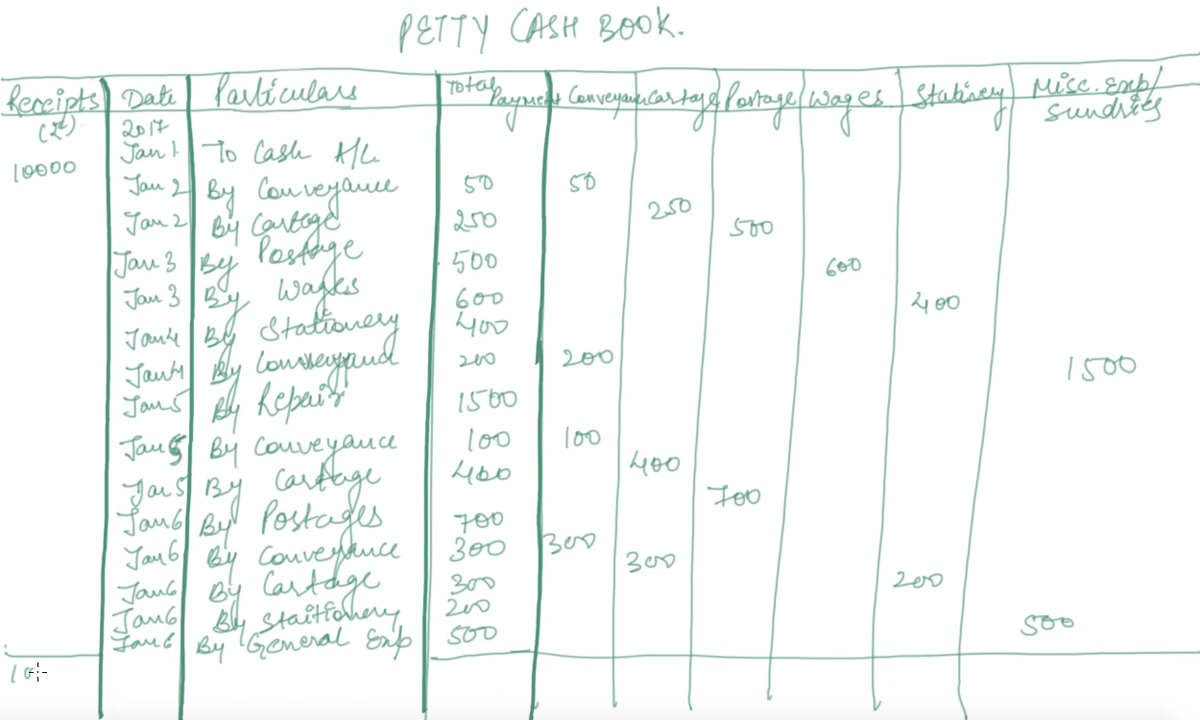 PETTY CASH BOOK.
Receipts (₹) Date Particulars Total Payment Conveyance Cartage Postage Wages Stationery Misc. Exp/ Sundries
2017
10000 Jan 1 To Cash A/c
Jan 2 By Conveyance 50 50
Jan 2 By Cartage 250 250
Jan 3 By Postage 500 500
Jan 3 By Wages 600 600
Jan 4 By Stationery 400 400
Jan 4 By Conveyance 200 200
Jan 5 By Repair 1500 1500
Jan 5 By Conveyance 100 100
Jan 5 By Cartage 400 400
Jan 6 By Postages 700 700
Jan 6 By Conveyance 300 300
Jan 6 By Cartage 300 300
Jan 6 By Staitionery 200 200
Jan 6 By General Exp 500 500